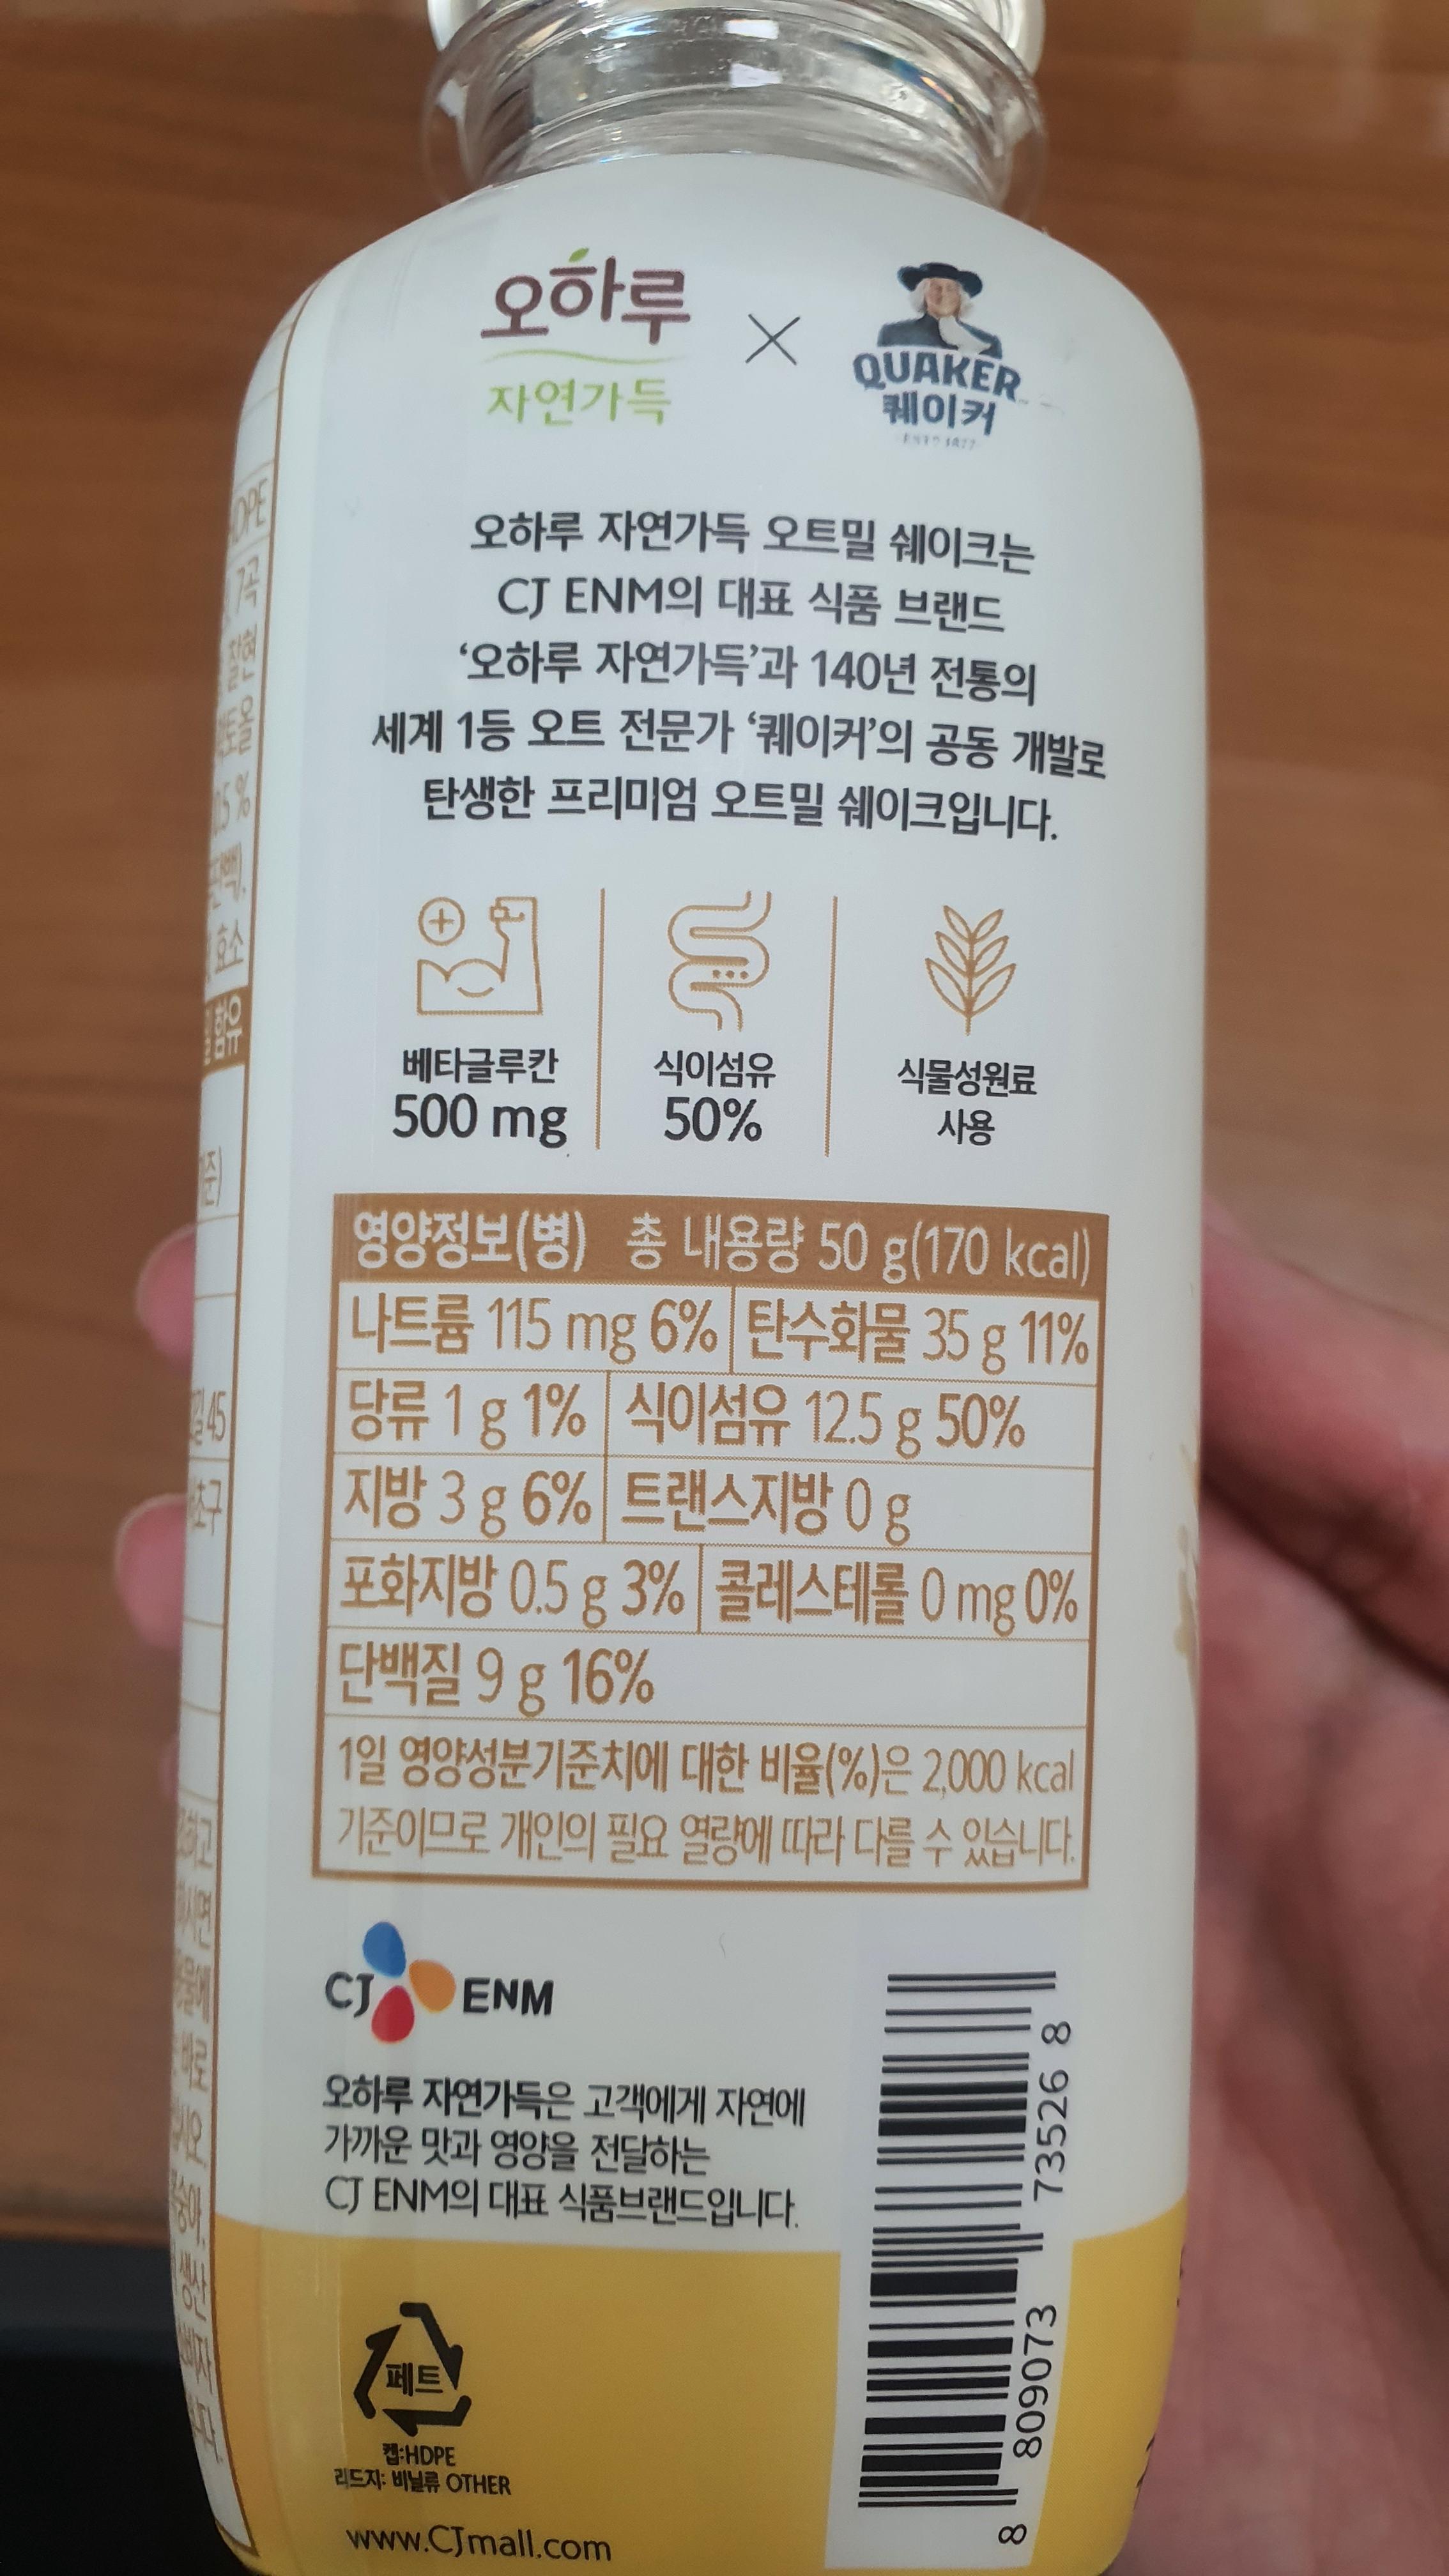 오하루
자연가득
×
QUAKER
퀘이커
오하루 자연가득 오트밀 쉐이크는
CJ ENM의 대표 식품 브랜드
‘오하루 자연가득’과 140년 전통의
세계 1등 오트 전문가 ‘퀘이커’의 공동 개발로
탄생한 프리미엄 오트밀 쉐이크입니다.
베타글루칸
500 mg
식이섬유
50%
식물성원료
사용
영양정보(병) 총 내용량 50 g(170 kcal)
나트륨 115 mg 6% 탄수화물 35 g 11%
당류 1 g 1% 식이섬유 12.5 g 50%
지방 3 g 6% 트랜스지방 0 g
포화지방 0.5 g 3% 콜레스테롤 0 mg 0%
단백질 9 g 16%
1일 영양성분기준치에 대한 비율(%)은 2,000 kcal
기준이므로 개인의 필요 열량에 따라 다를 수 있습니다.
CJ ENM
오하루 자연가득은 고객에게 자연에
가까운 맛과 영양을 전달하는
CJ ENM의 대표 식품브랜드입니다.
페트
캡:HDPE
리드지: 비닐류 OTHER
www.CJmall.com
8 809073 735268